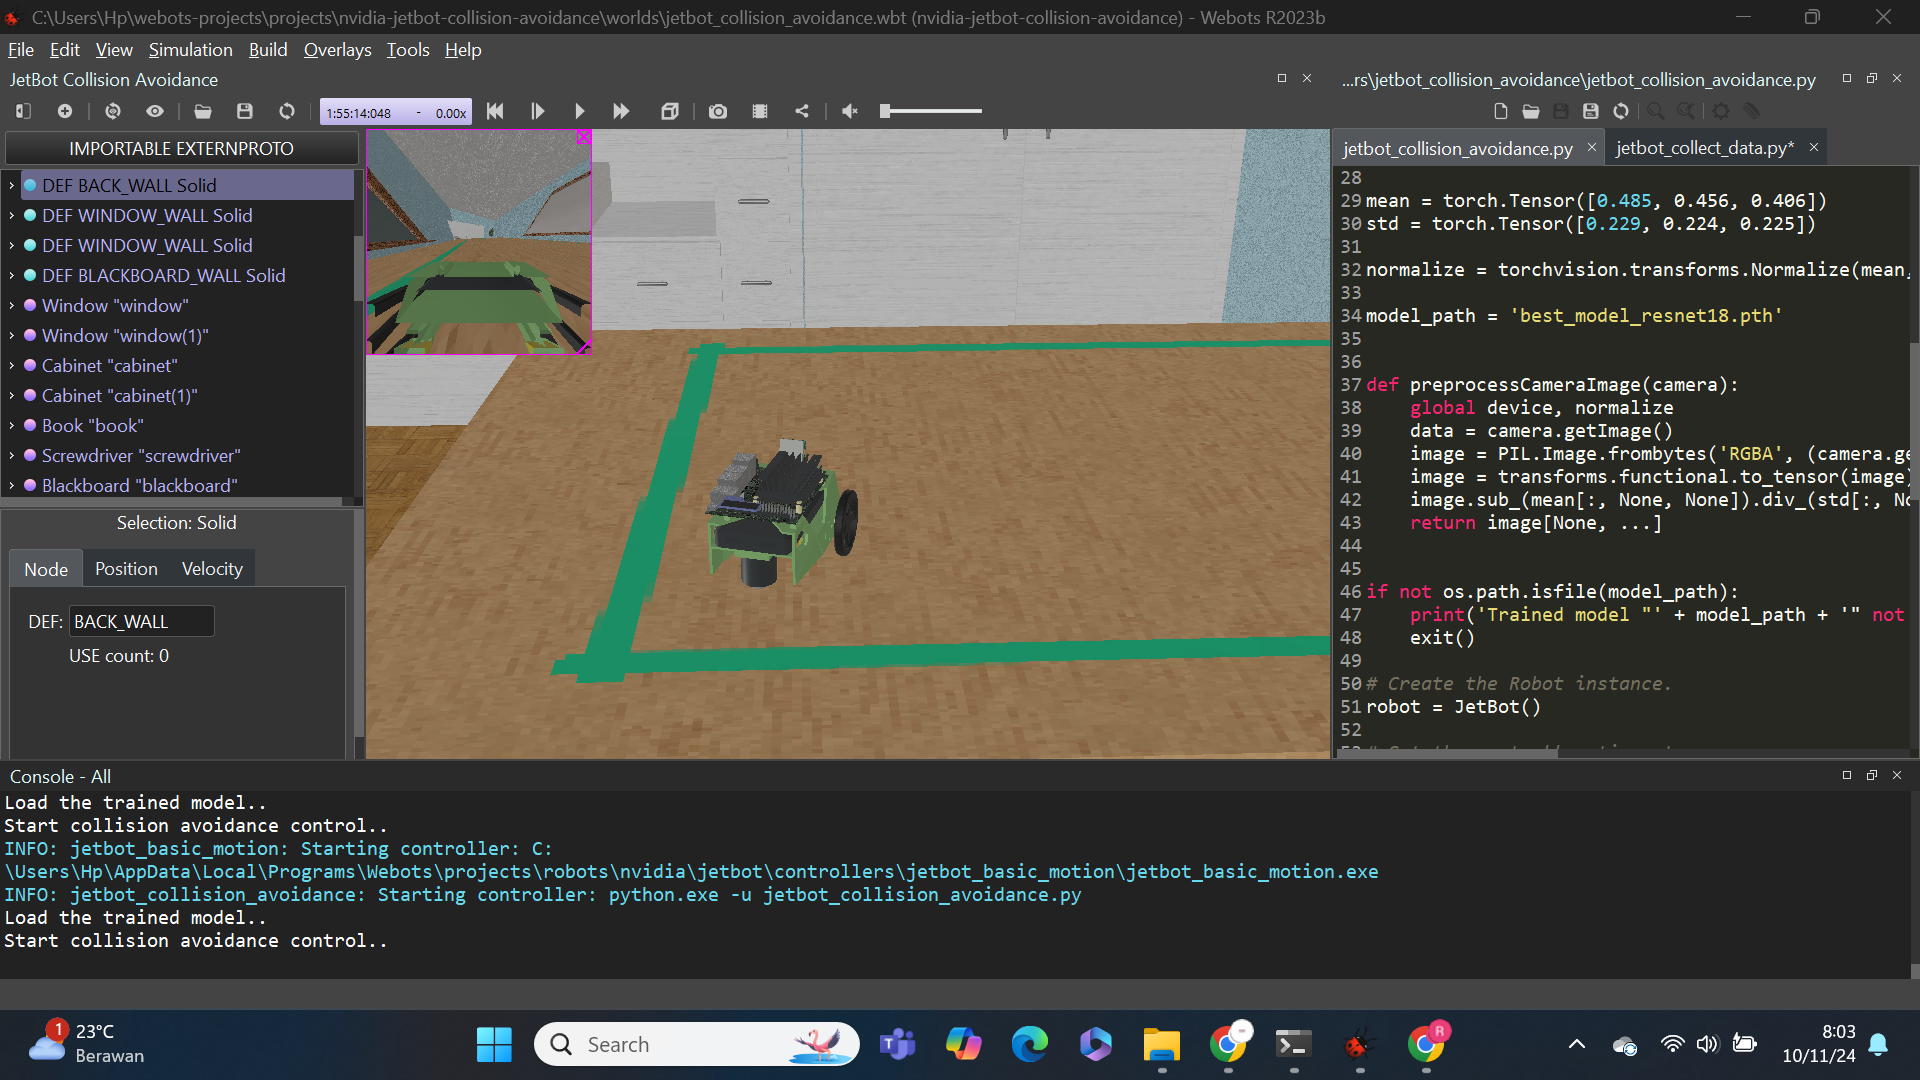 C:\Users\Hp\webots-projects\projects\nvidia-jetbot-collision-avoidance\worlds\jetbot_collision_avoidance.wbt (nvidia-jetbot-collision-avoidance) - Webots R2023b
File Edit View Simulation Build Overlays Tools Help
JetBot Collision Avoidance
1:55:14:048 - 0.00x
IMPORTABLE EXTERNPROTO
DEF BACK_WALL Solid
DEF WINDOW_WALL Solid
DEF WINDOW_WALL Solid
DEF BLACKBOARD_WALL Solid
Window "window"
Window "window(1)"
Cabinet "cabinet"
Cabinet "cabinet(1)"
Book "book"
Screwdriver "screwdriver"
Blackboard "blackboard"
Selection: Solid
Node Position Velocity
DEF: BACK_WALL
USE count: 0
...rs\jetbot_collision_avoidance\jetbot_collision_avoidance.py
jetbot_collision_avoidance.py jetbot_collect_data.py*
28
29 mean = torch.Tensor([0.485, 0.456, 0.406])
30 std = torch.Tensor([0.229, 0.224, 0.225])
31
32 normalize = torchvision.transforms.Normalize(mean,
33
34 model_path = 'best_model_resnet18.pth'
35
36
37 def preprocessCameraImage(camera):
38 global device, normalize
39 data = camera.getImage()
40 image = PIL.Image.frombytes('RGBA', (camera.ge
41 image = transforms.functional.to_tensor(image)
42 image.sub_(mean[:, None, None]).div_(std[:, No
43 return image[None, ...]
44
45
46 if not os.path.isfile(model_path):
47 print('Trained model "' + model_path + '" not
48 exit()
49
50 # Create the Robot instance.
51 robot = JetBot()
52
Console - All
Load the trained model..
Start collision avoidance control..
INFO: jetbot_basic_motion: Starting controller: C:
\Users\Hp\AppData\Local\Programs\Webots\projects\robots\nvidia\jetbot\controllers\jetbot_basic_motion\jetbot_basic_motion.exe
INFO: jetbot_collision_avoidance: Starting controller: python.exe -u jetbot_collision_avoidance.py
Load the trained model..
Start collision avoidance control..
1
23°C
Berawan
Search
R
8:03
10/11/24